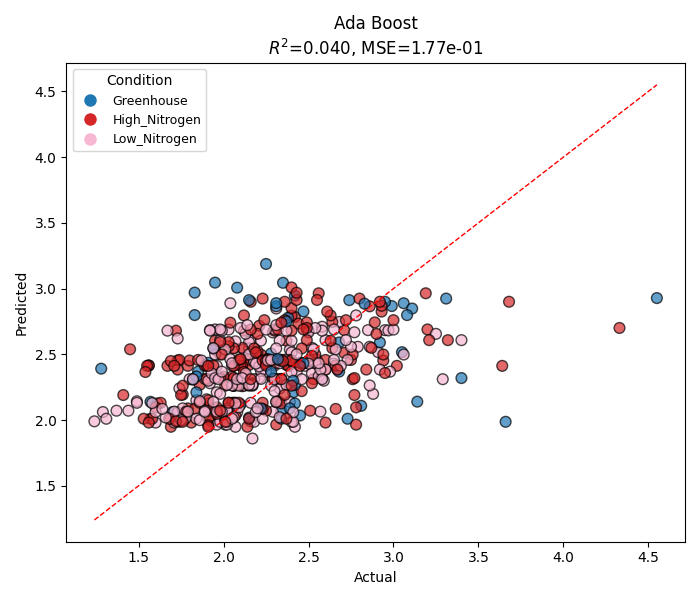 Ada Boost
R²=0.040, MSE=1.77e-01
Condition
Greenhouse
High_Nitrogen
Low_Nitrogen
4.5
4.0
3.5
3.0
2.5
2.0
1.5
Predicted
1.5 2.0 2.5 3.0 3.5 4.0 4.5
Actual